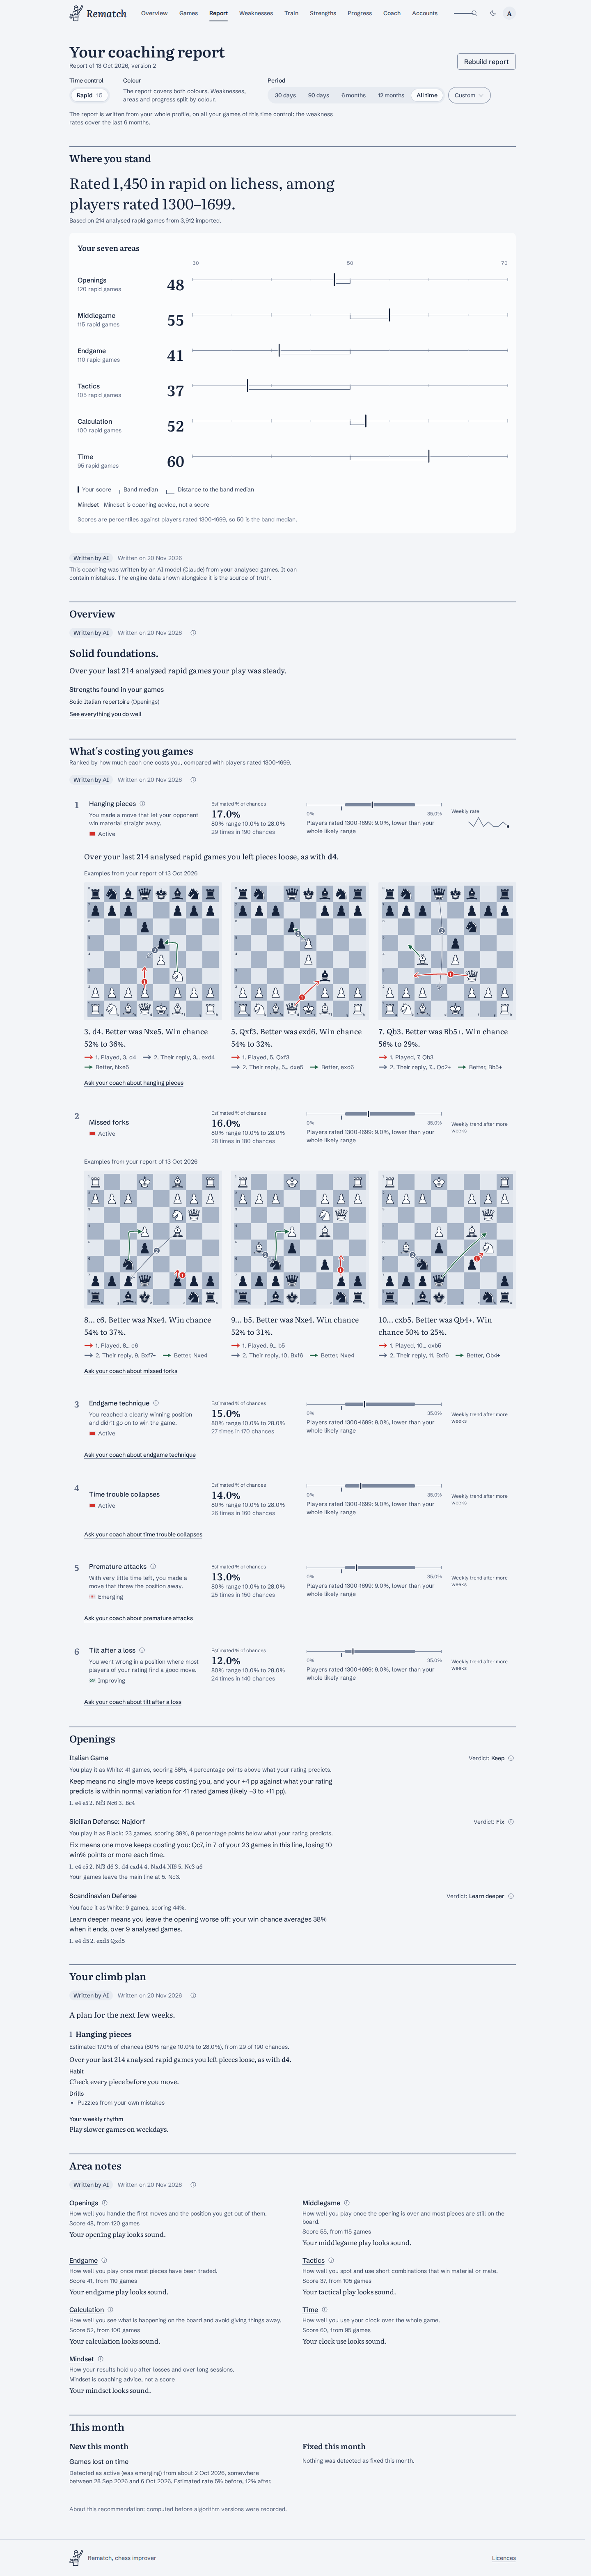 Rematch
Overview Games Report Weaknesses Train Strengths Progress Coach Accounts
A
Your coaching report
Report of 13 Oct 2026, version 2
Rebuild report
Time control
Rapid 15
Colour
The report covers both colours. Weaknesses,
areas and progress split by colour.
Period
30 days 90 days 6 months 12 months All time Custom
The report is written from your whole profile, on all your games of this time control; the weakness
rates cover the last 6 months.
Where you stand
Rated 1,450 in rapid on lichess, among
players rated 1300–1699.
Based on 214 analysed rapid games from 3,912 imported.
Your seven areas
30 50 70
Openings
120 rapid games
48
Middlegame
115 rapid games
55
Endgame
110 rapid games
41
Tactics
105 rapid games
37
Calculation
100 rapid games
52
Time
95 rapid games
60
Your score Band median Distance to the band median
Mindset Mindset is coaching advice, not a score
Scores are percentiles against players rated 1300-1699, so 50 is the band median.
Written by AI Written on 20 Nov 2026
This coaching was written by an AI model (Claude) from your analysed games. It can
contain mistakes. The engine data shown alongside it is the source of truth.
Overview
Written by AI Written on 20 Nov 2026
Solid foundations.
Over your last 214 analysed rapid games your play was steady.
Strengths found in your games
Solid Italian repertoire (Openings)
See everything you do well
What's costing you games
Ranked by how much each one costs you, compared with players rated 1300-1699.
Written by AI Written on 20 Nov 2026
1 Hanging pieces
You made a move that let your opponent
win material straight away.
Active
Estimated % of chances
17.0%
80% range 10.0% to 28.0%
29 times in 190 chances
0% 35.0%
Players rated 1300-1699: 9.0%, lower than your
whole likely range
Weekly rate
Over your last 214 analysed rapid games you left pieces loose, as with d4.
Examples from your report of 13 Oct 2026
3. d4. Better was Nxe5. Win chance
52% to 36%.
1. Played, 3. d4 2. Their reply, 3... exd4
Better, Nxe5
5. Qxf3. Better was exd6. Win chance
54% to 32%.
1. Played, 5. Qxf3
2. Their reply, 5... dxe5 Better, exd6
7. Qb3. Better was Bb5+. Win chance
56% to 29%.
1. Played, 7. Qb3
2. Their reply, 7... Qd2+ Better, Bb5+
Ask your coach about hanging pieces
2 Missed forks
Active
Estimated % of chances
16.0%
80% range 10.0% to 28.0%
28 times in 180 chances
0% 35.0%
Players rated 1300-1699: 9.0%, lower than your
whole likely range
Weekly trend after more
weeks
Examples from your report of 13 Oct 2026
8... c6. Better was Nxe4. Win chance
54% to 37%.
1. Played, 8... c6
2. Their reply, 9. Bxf7+ Better, Nxe4
9... b5. Better was Nxe4. Win chance
52% to 31%.
1. Played, 9... b5
2. Their reply, 10. Bxf6 Better, Nxe4
10... cxb5. Better was Qb4+. Win
chance 50% to 25%.
1. Played, 10... cxb5
2. Their reply, 11. Bxf6 Better, Qb4+
Ask your coach about missed forks
3 Endgame technique
You reached a clearly winning position
and didn't go on to win the game.
Active
Estimated % of chances
15.0%
80% range 10.0% to 28.0%
27 times in 170 chances
0% 35.0%
Players rated 1300-1699: 9.0%, lower than your
whole likely range
Weekly trend after more
weeks
Ask your coach about endgame technique
4 Time trouble collapses
Active
Estimated % of chances
14.0%
80% range 10.0% to 28.0%
26 times in 160 chances
0% 35.0%
Players rated 1300-1699: 9.0%, lower than your
whole likely range
Weekly trend after more
weeks
Ask your coach about time trouble collapses
5 Premature attacks
With very little time left, you made a
move that threw the position away.
Emerging
Estimated % of chances
13.0%
80% range 10.0% to 28.0%
25 times in 150 chances
0% 35.0%
Players rated 1300-1699: 9.0%, lower than your
whole likely range
Weekly trend after more
weeks
Ask your coach about premature attacks
6 Tilt after a loss
You went wrong in a position where most
players of your rating find a good move.
Improving
Estimated % of chances
12.0%
80% range 10.0% to 28.0%
24 times in 140 chances
0% 35.0%
Players rated 1300-1699: 9.0%, lower than your
whole likely range
Weekly trend after more
weeks
Ask your coach about tilt after a loss
Openings
Italian Game
Verdict: Keep
You play it as White: 41 games, scoring 58%, 4 percentage points above what your rating predicts.
Keep means no single move keeps costing you, and your +4 pp against what your rating
predicts is within normal variation for 41 rated games (likely −3 to +11 pp).
1. e4 e5 2. Nf3 Nc6 3. Bc4
Sicilian Defense: Najdorf
Verdict: Fix
You play it as Black: 23 games, scoring 39%, 9 percentage points below what your rating predicts.
Fix means one move keeps costing you: Qc7, in 7 of your 23 games in this line, losing 10
win% points or more each time.
1. e4 c5 2. Nf3 d6 3. d4 cxd4 4. Nxd4 Nf6 5. Nc3 a6
Your games leave the main line at 5. Nc3.
Scandinavian Defense
Verdict: Learn deeper
You face it as White: 9 games, scoring 44%.
Learn deeper means you leave the opening worse off: your win chance averages 38%
when it ends, over 9 analysed games.
1. e4 d5 2. exd5 Qxd5
Your climb plan
Written by AI Written on 20 Nov 2026
A plan for the next few weeks.
1 Hanging pieces
Estimated 17.0% of chances (80% range 10.0% to 28.0%), from 29 of 190 chances.
Over your last 214 analysed rapid games you left pieces loose, as with d4.
Habit
Check every piece before you move.
Drills
• Puzzles from your own mistakes
Your weekly rhythm
Play slower games on weekdays.
Area notes
Written by AI Written on 20 Nov 2026
Openings
How well you handle the first moves and the position you get out of them.
Score 48, from 120 games
Your opening play looks sound.
Middlegame
How well you play once the opening is over and most pieces are still on the
board.
Score 55, from 115 games
Your middlegame play looks sound.
Endgame
How well you play once most pieces have been traded.
Score 41, from 110 games
Your endgame play looks sound.
Tactics
How well you spot and use short combinations that win material or mate.
Score 37, from 105 games
Your tactical play looks sound.
Calculation
How well you see what is happening on the board and avoid giving things away.
Score 52, from 100 games
Your calculation looks sound.
Time
How well you use your clock over the whole game.
Score 60, from 95 games
Your clock use looks sound.
Mindset
How your results hold up after losses and over long sessions.
Mindset is coaching advice, not a score
Your mindset looks sound.
This month
New this month
Games lost on time
Detected as active (was emerging) from about 2 Oct 2026, somewhere
between 28 Sep 2026 and 6 Oct 2026. Estimated rate 5% before, 12% after.
Fixed this month
Nothing was detected as fixed this month.
About this recommendation: computed before algorithm versions were recorded.
Rematch, chess improver
Licences